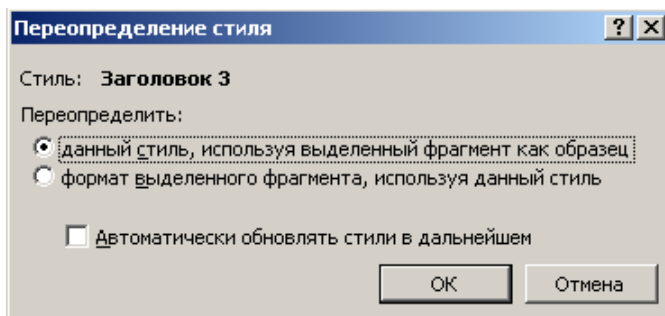 Переопределение стиля
Стиль: Заголовок 3
Переопределить:
данный стиль, используя выделенный фрагмент как образец
формат выделенного фрагмента, используя данный стиль
Автоматически обновлять стили в дальнейшем
ОК Отмена